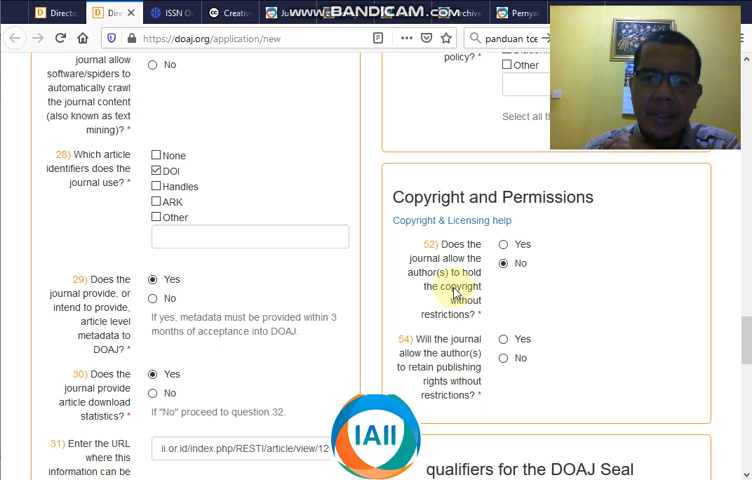 Directo
Dire
ISSN O
Creative
Ju
rchiver
Pernyat
www.BANDICAM.com
https://doaj.org/application/new
panduan tce
journal allow
software/spiders to
automatically crawl
the journal content
(also known as text
mining)? *
No
28) Which article
identifiers does the
journal use? *
None
DOI
Handles
ARK
Other
29) Does the
journal provide, or
intend to provide,
article level
metadata to
DOAJ? *
Yes
No
If yes, metadata must be provided within 3
months of acceptance into DOAJ.
30) Does the
journal provide
article download
statistics? *
Yes
No
If "No" proceed to question 32.
31) Enter the URL
where this
information can be
ii.or.id/index.php/RESTI/article/view/12
policy? *
Other
Select all th
Copyright and Permissions
Copyright & Licensing help
52) Does the
journal allow the
author(s) to hold
the copyright
without
restrictions? *
Yes
No
54) Will the journal
allow the author(s)
to retain publishing
rights without
restrictions? *
Yes
No
IAII
qualifiers for the DOAJ Seal